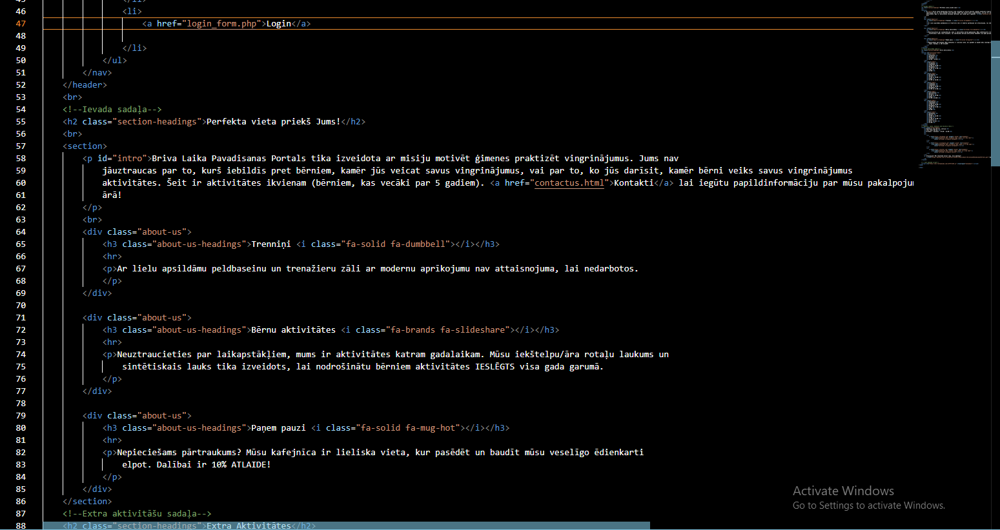 46 <li>
47 <a href="login_form.php">Login</a>
48
49 </li>
50 </ul>
51 </nav>
52 </header>
53 <br>
54 <!--Ievada sadaļa-->
55 <h2 class="section-headings">Perfekta vieta priekš Jums!</h2>
56 <br>
57 <section>
58 <p id="intro">Briva Laika Pavadīsanas Portals tika izveidota ar misiju motivēt ģimenes praktizēt vingrinājumus. Jums nav
59 jāuztraucas par to, kurš iebildīs pret bērniem, kamēr jūs veicat savus vingrinājumus, vai par to, ko jūs darīsit, kamēr bērni veiks savus vingrinājumus
60 aktivitātes. Šeit ir aktivitātes ikvienam (bērniem, kas vecāki par 5 gadiem). <a href="contactus.html">Kontakti</a> lai iegūtu papildinformāciju par mūsu
61 ārā!
62 </p>
63 <br>
64 <div class="about-us">
65 <h3 class="about-us-headings">Trenniņi <i class="fa-solid fa-dumbbell"></i></h3>
66 <hr>
67 <p>Ar lielu apsildāmu peldbaseinu un trenažieru zāli ar modernu aprīkojumu nav attaisnojuma, lai nedarbotos.
68 </p>
69 </div>
70
71 <div class="about-us">
72 <h3 class="about-us-headings">Bērnu aktivitātes <i class="fa-brands fa-slideshare"></i></h3>
73 <hr>
74 <p>Neuztraucieties par laikapstākļiem, mums ir aktivitātes katram gadalaikam. Mūsu iekštelpu/āra rotaļu laukums un
75 sintētiskais lauks tika izveidots, lai nodrošinātu bērniem aktivitātes IESLĒGTS visa gada garumā.
76 </p>
77 </div>
78
79 <div class="about-us">
80 <h3 class="about-us-headings">Paņem pauzi <i class="fa-solid fa-mug-hot"></i></h3>
81 <hr>
82 <p>Nepieciešams pārtraukums? Mūsu kafejnīca ir lieliska vieta, kur pasēdēt un baudīt mūsu veselīgo ēdienkarti
83 elpot. Dalībai ir 10% ATLAIDE!
84 </p>
85 </div>
86 </section>
87 <!--Extra aktivitāšu sadaļa-->
88 <h2 class="section-headings">Extra Aktivitātes</h2>
Activate Windows
Go to Settings to activate Windows.